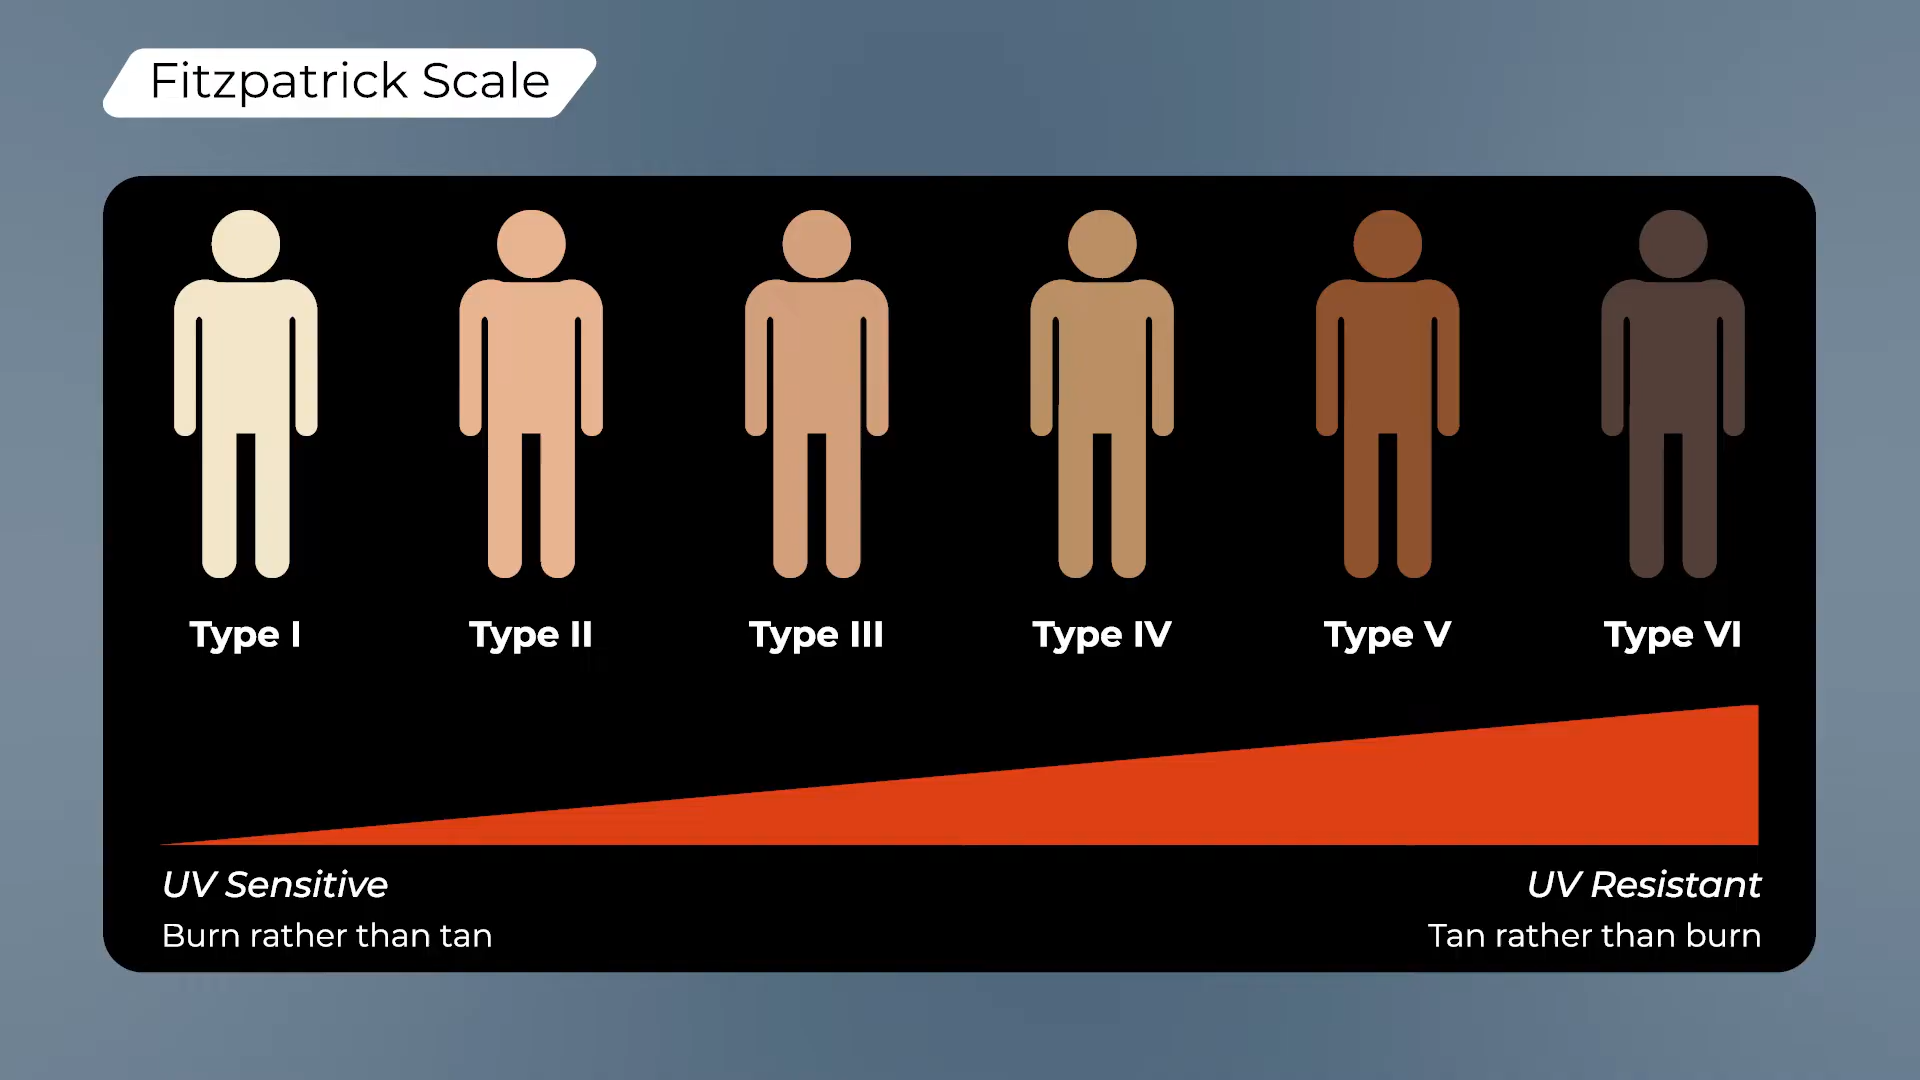 Fitzpatrick Scale
Type I
Type II
Type III
Type IV
Type V
Type VI
UV Sensitive
Burn rather than tan
UV Resistant
Tan rather than burn